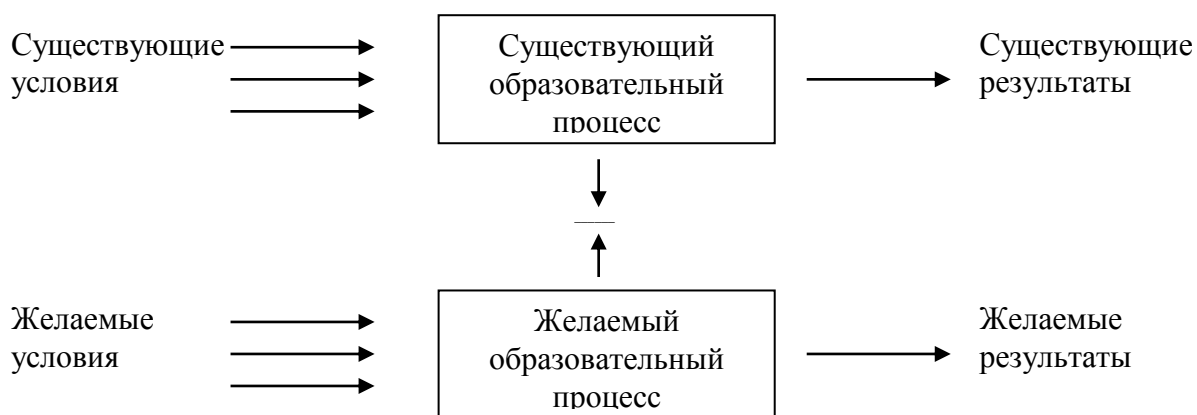 Существующие
условия
Существующий
образовательный
процесс
Существующие
результаты
Желаемые
условия
Желаемый
образовательный
процесс
Желаемые
результаты